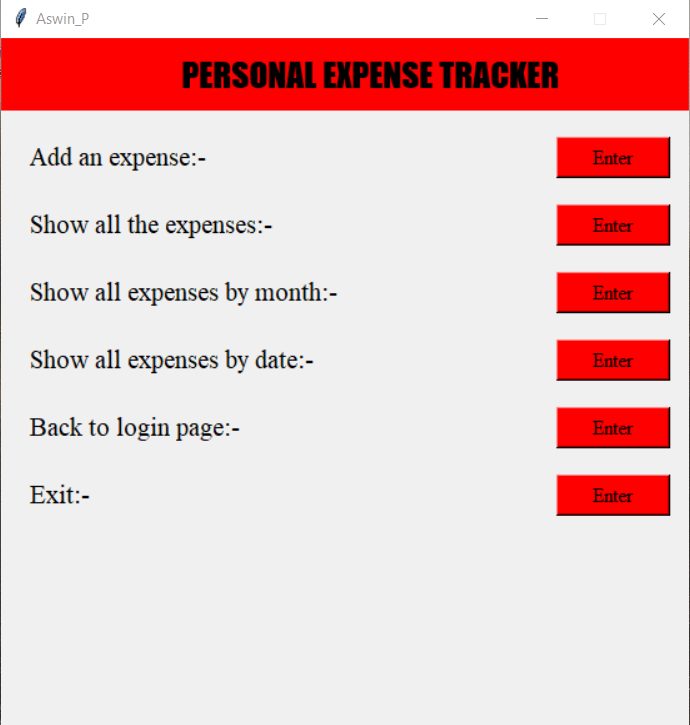 Aswin_P
PERSONAL EXPENSE TRACKER
Add an expense:- Enter
Show all the expenses:- Enter
Show all expenses by month:- Enter
Show all expenses by date:- Enter
Back to login page:- Enter
Exit:- Enter